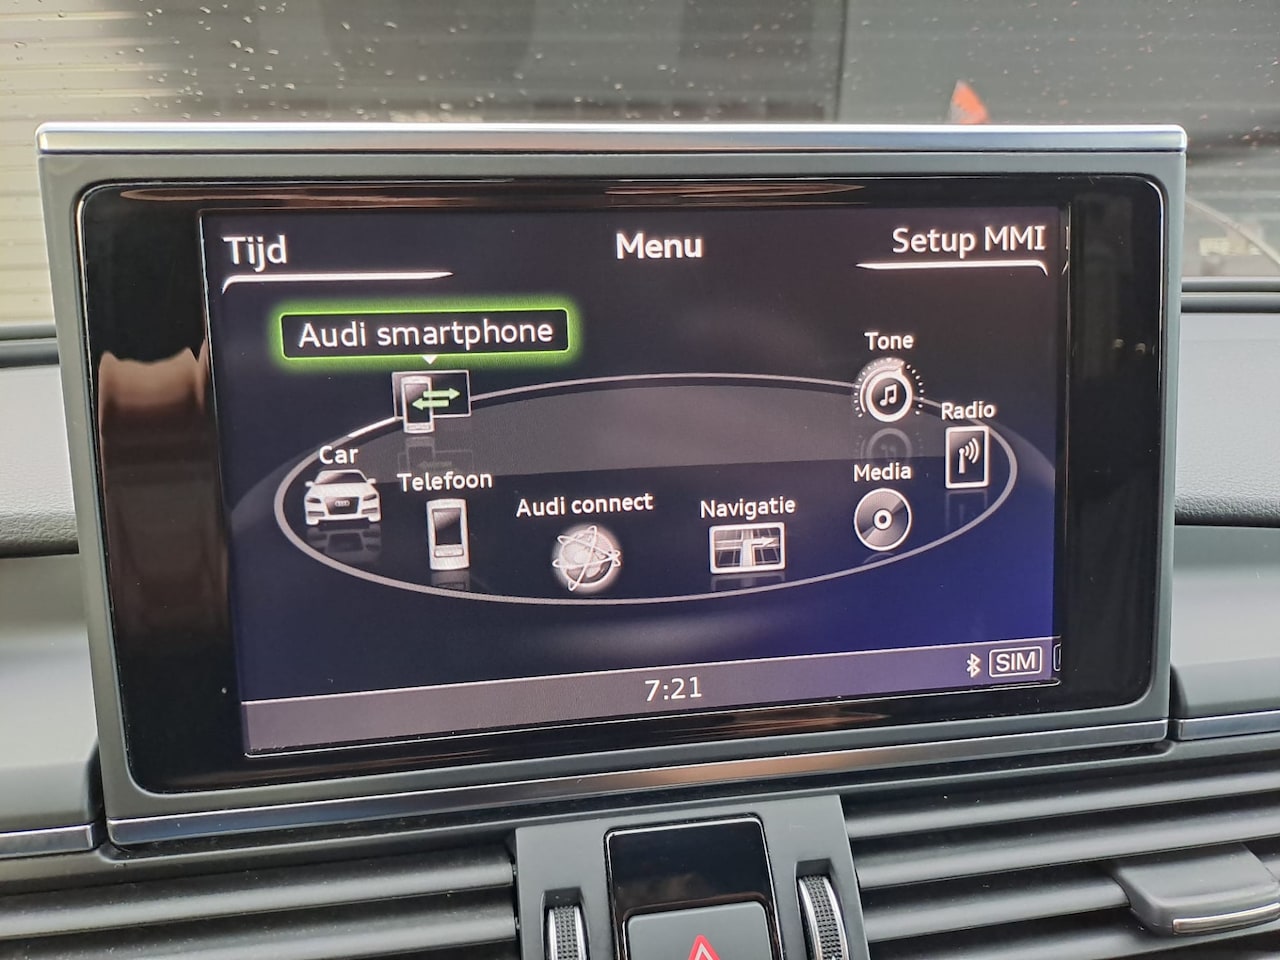 Tijd
Menu
Setup MMI
Audi smartphone
Tone
Radio
Car
Telefoon
Media
Audi connect
Navigatie
7:21
SIM